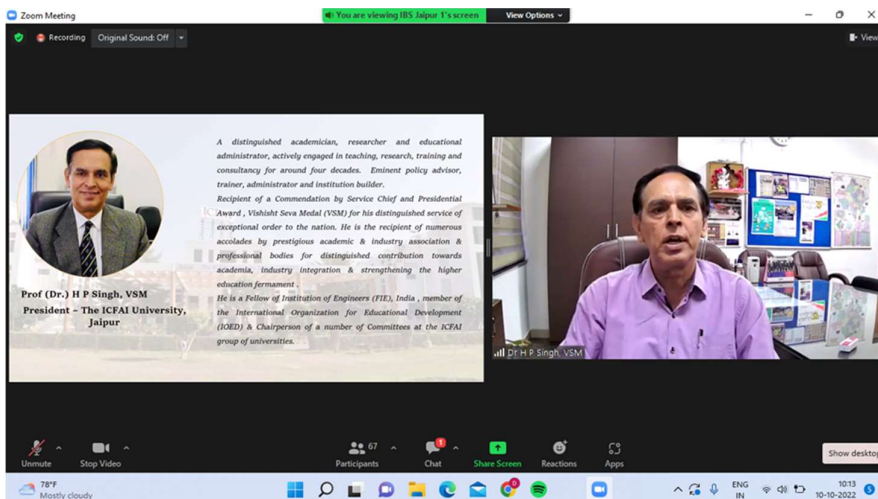 Zoom Meeting
You are viewing IBS Jaipur 1's screen
View Options
Recording
Original Sound: Off
View
A distinguished academician, researcher and educational
administrator, actively engaged in teaching, research, training and
consultancy for around four decades. Eminent policy advisor,
trainer, administrator and institution builder.
Recipient of a Commendation by Service Chief and Presidential
Award , Vishisht Seva Medal (VSM) for his distinguished service of
exceptional order to the nation. He is the recipient of numerous
accolades by prestigious academic & industry association &
professional bodies for distinguished contribution towards
academia, industry integration & strengthening the higher
education fermament .
He is a Fellow of Institution of Engineers (FIE), India , member of
the International Organization for Educational Development
(IOED) & Chairperson of a number of Committees at the ICFAI
group of universities.
Prof (Dr.) H P Singh, VSM
President – The ICFAI University,
Jaipur
Dr H P Singh, VSM
Unmute
Stop Video
67
Participants
1
Chat
Share Screen
Reactions
Apps
Show desktop
78°F
Mostly cloudy
ENG
IN
10:13
10-10-2022
5